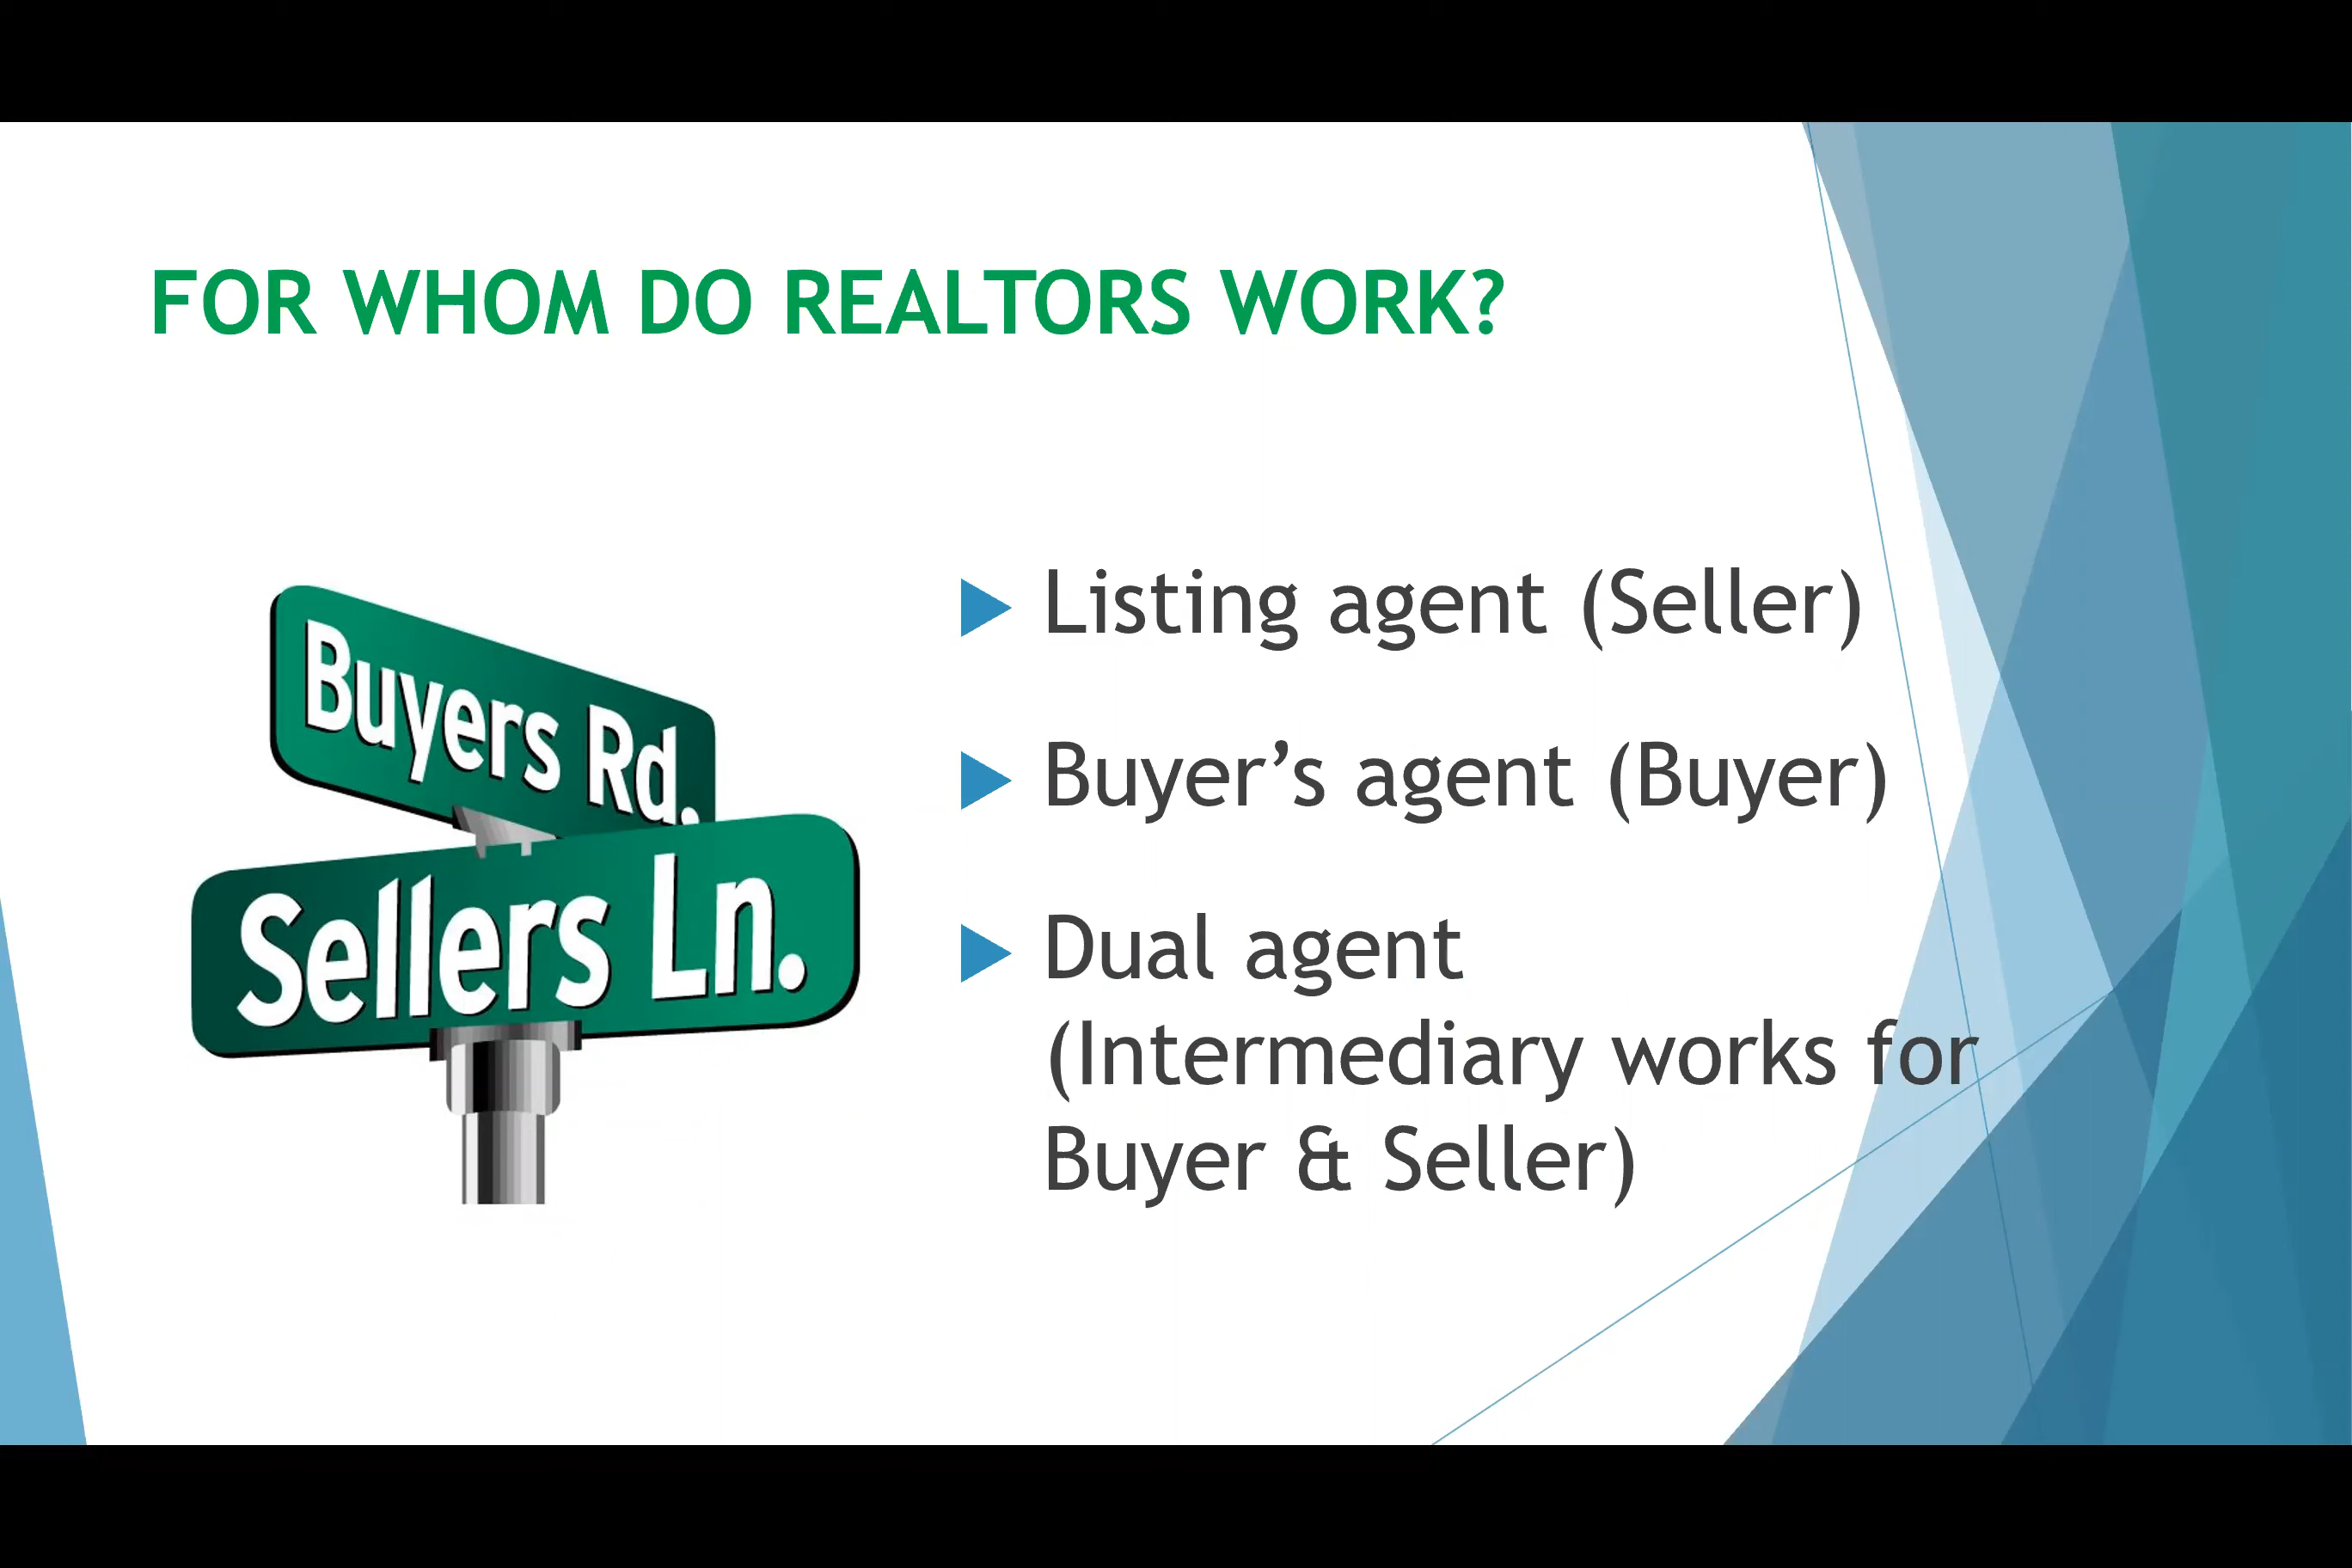 FOR WHOM DO REALTORS WORK?
Buyers Rd.
Sellers Ln.
Listing agent (Seller)
Buyer’s agent (Buyer)
Dual agent
(Intermediary works for
Buyer & Seller)